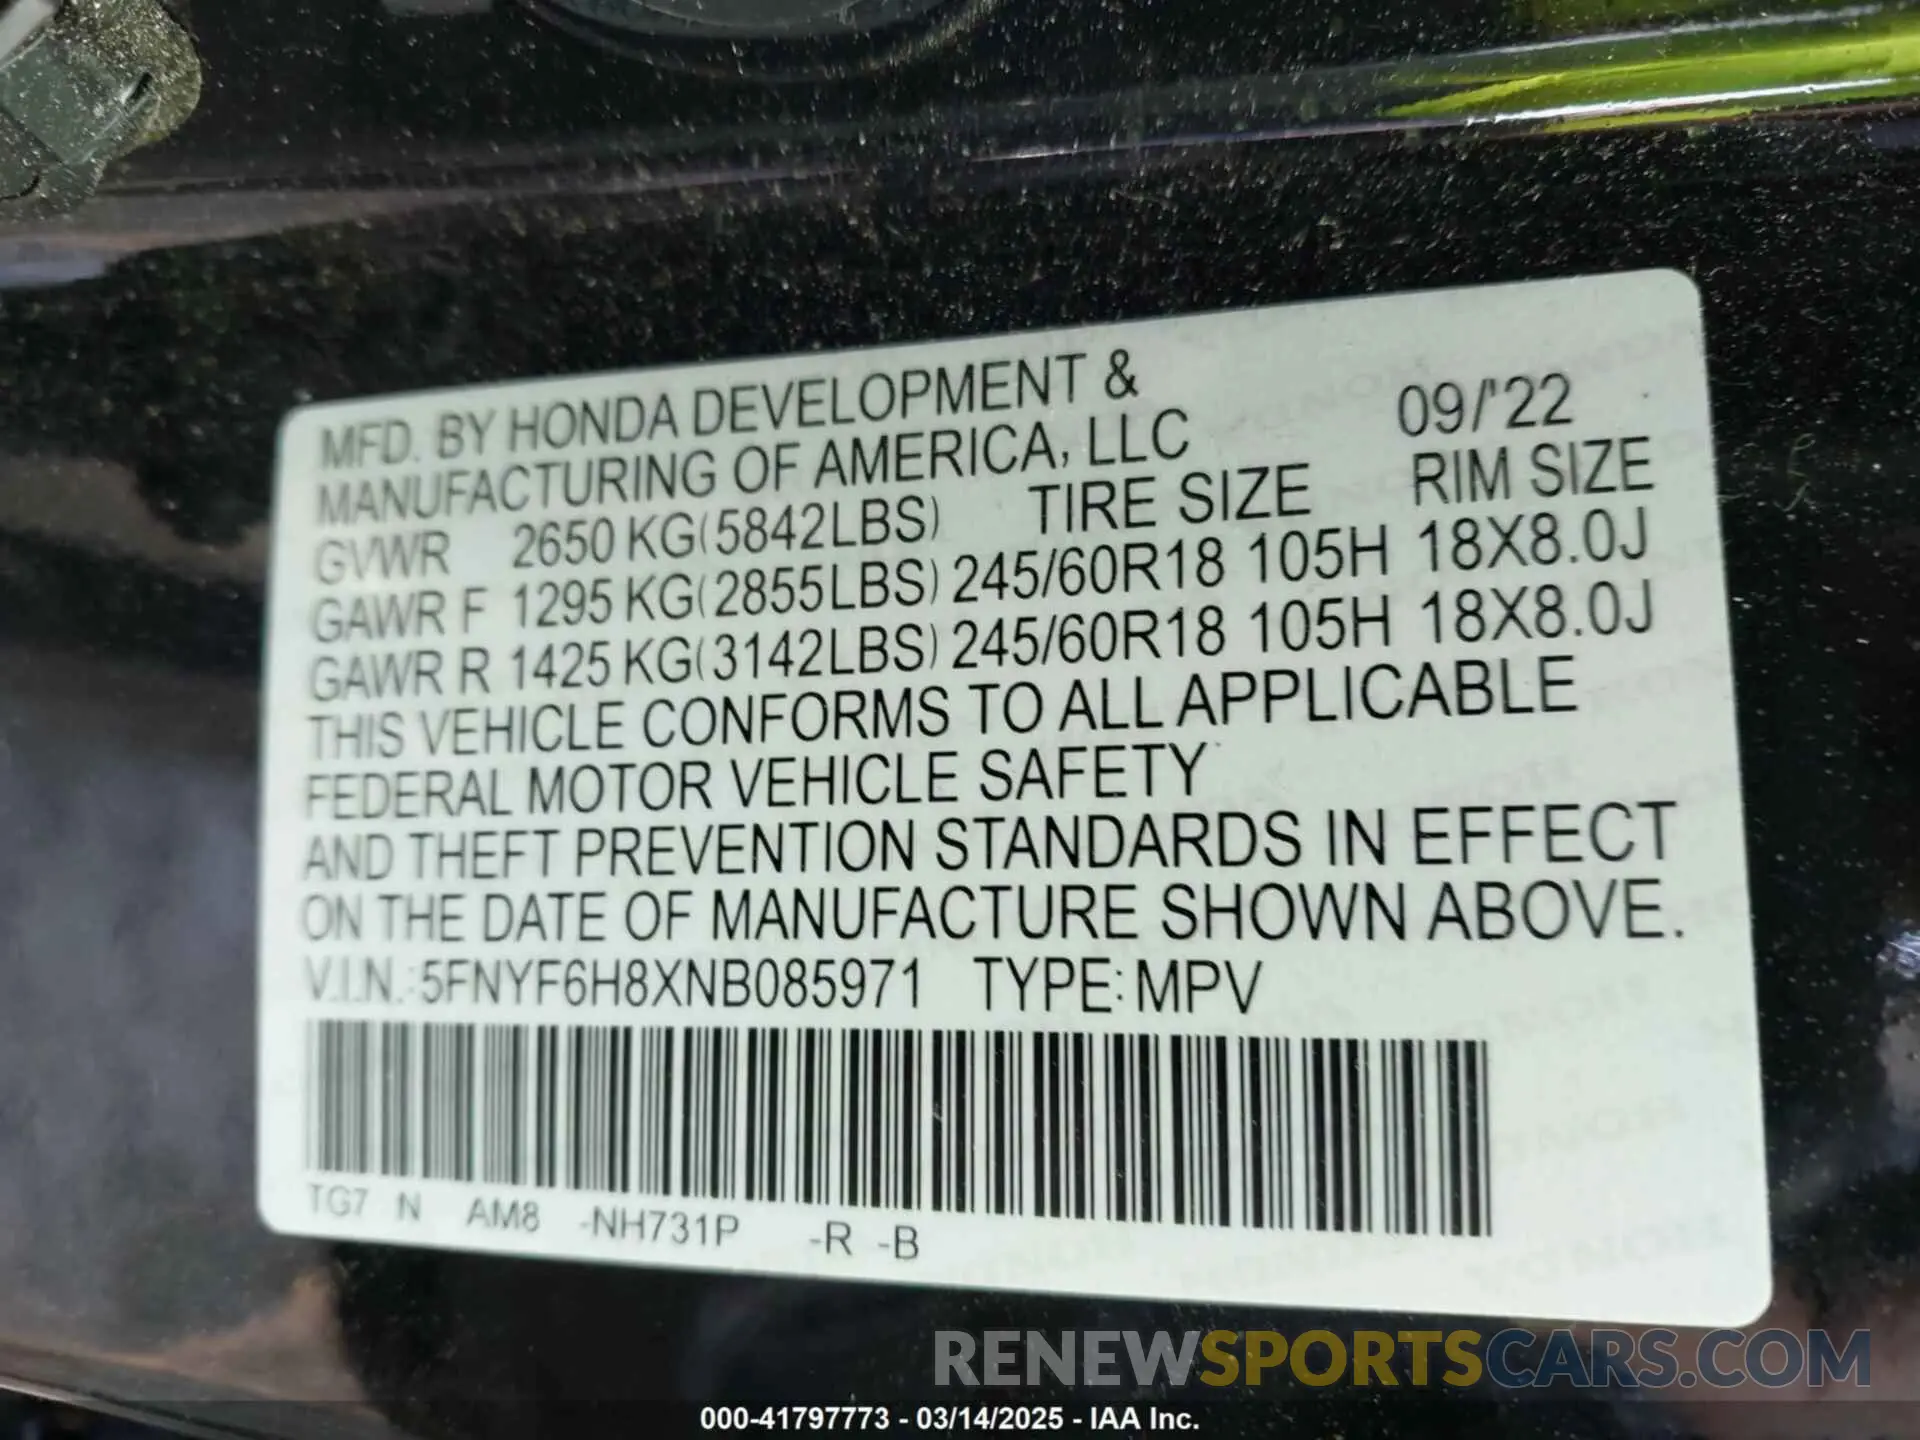 MFD. BY HONDA DEVELOPMENT &
MANUFACTURING OF AMERICA, LLC 09/'22
GVWR 2650 KG(5842LBS) TIRE SIZE RIM SIZE
GAWR F 1295 KG(2855LBS) 245/60R18 105H 18X8.0J
GAWR R 1425 KG(3142LBS) 245/60R18 105H 18X8.0J
THIS VEHICLE CONFORMS TO ALL APPLICABLE
FEDERAL MOTOR VEHICLE SAFETY
AND THEFT PREVENTION STANDARDS IN EFFECT
ON THE DATE OF MANUFACTURE SHOWN ABOVE.
V.I.N.: 5FNYF6H8XNB085971 TYPE: MPV
TG7 N AM8 -NH731P -R -B
RENEWSPORTSCARS.COM
000-41797773 - 03/14/2025 - IAA Inc.